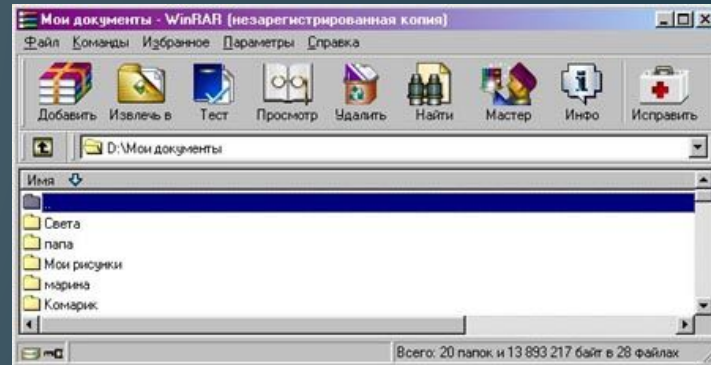 Мои документы - WinRAR (незарегистрированная копия)
Файл Команды Избранное Параметры Справка
Добавить Извлечь в Тест Просмотр Удалить Найти Мастер Инфо Исправить
D:\Мои документы
Имя
..
Света
папа
Мои рисунки
марина
Комарик
Всего: 20 папок и 13 893 217 байт в 28 файлах